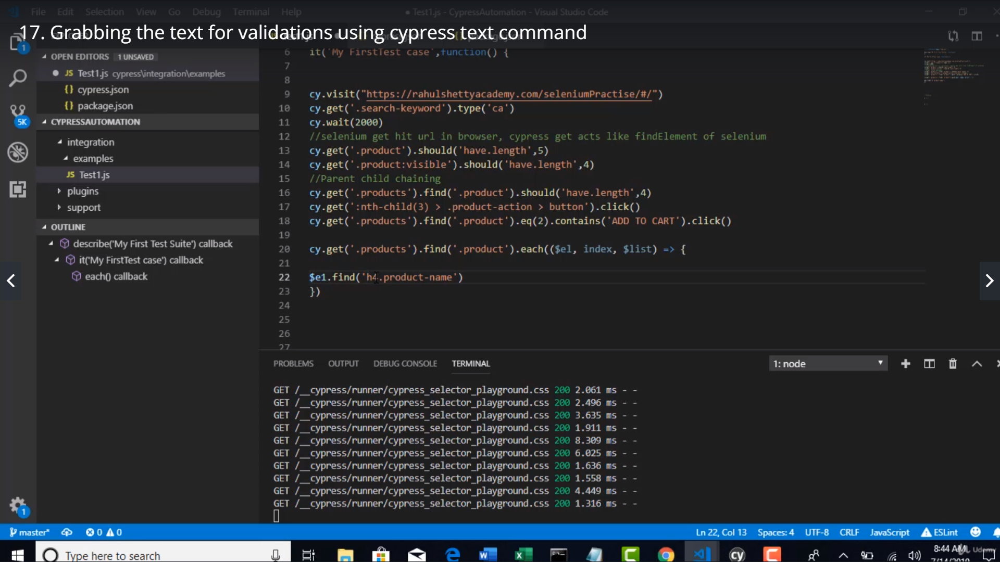 File Edit Selection View Go Debug Terminal Help
● Test1.js - CypressAutomation - Visual Studio Code
17. Grabbing the text for validations using cypress text command
1
OPEN EDITORS 1 UNSAVED
JS Test1.js cypress\integration\examples
{} cypress.json
{} package.json
5K
CYPRESSAUTOMATION
integration
examples
JS Test1.js
plugins
support
OUTLINE
describe('My First Test Suite') callback
it('My FirstTest case') callback
each() callback
1
6 it('My FirstTest case',function() {
7
8
9 cy.visit("https://rahulshettyacademy.com/seleniumPractise/#/")
10 cy.get('.search-keyword').type('ca')
11 cy.wait(2000)
12 //selenium get hit url in browser, cypress get acts like findElement of selenium
13 cy.get('.product').should('have.length',5)
14 cy.get('.product:visible').should('have.length',4)
15 //Parent child chaining
16 cy.get('.products').find('.product').should('have.length',4)
17 cy.get(':nth-child(3) > .product-action > button').click()
18 cy.get('.products').find('.product').eq(2).contains('ADD TO CART').click()
19
20 cy.get('.products').find('.product').each(($el, index, $list) => {
21
22 $e1.find('h4.product-name')
23 })
24
25
26
27
PROBLEMS OUTPUT DEBUG CONSOLE TERMINAL
1: node
GET /__cypress/runner/cypress_selector_playground.css 200 2.061 ms - -
GET /__cypress/runner/cypress_selector_playground.css 200 2.496 ms - -
GET /__cypress/runner/cypress_selector_playground.css 200 3.635 ms - -
GET /__cypress/runner/cypress_selector_playground.css 200 1.911 ms - -
GET /__cypress/runner/cypress_selector_playground.css 200 8.309 ms - -
GET /__cypress/runner/cypress_selector_playground.css 200 6.025 ms - -
GET /__cypress/runner/cypress_selector_playground.css 200 1.636 ms - -
GET /__cypress/runner/cypress_selector_playground.css 200 1.558 ms - -
GET /__cypress/runner/cypress_selector_playground.css 200 4.449 ms - -
GET /__cypress/runner/cypress_selector_playground.css 200 1.316 ms - -
master* 0 0
Ln 22, Col 13 Spaces: 4 UTF-8 CRLF JavaScript ESLint
Type here to search
cy
8:44 AM
7/14/2019
Udemy